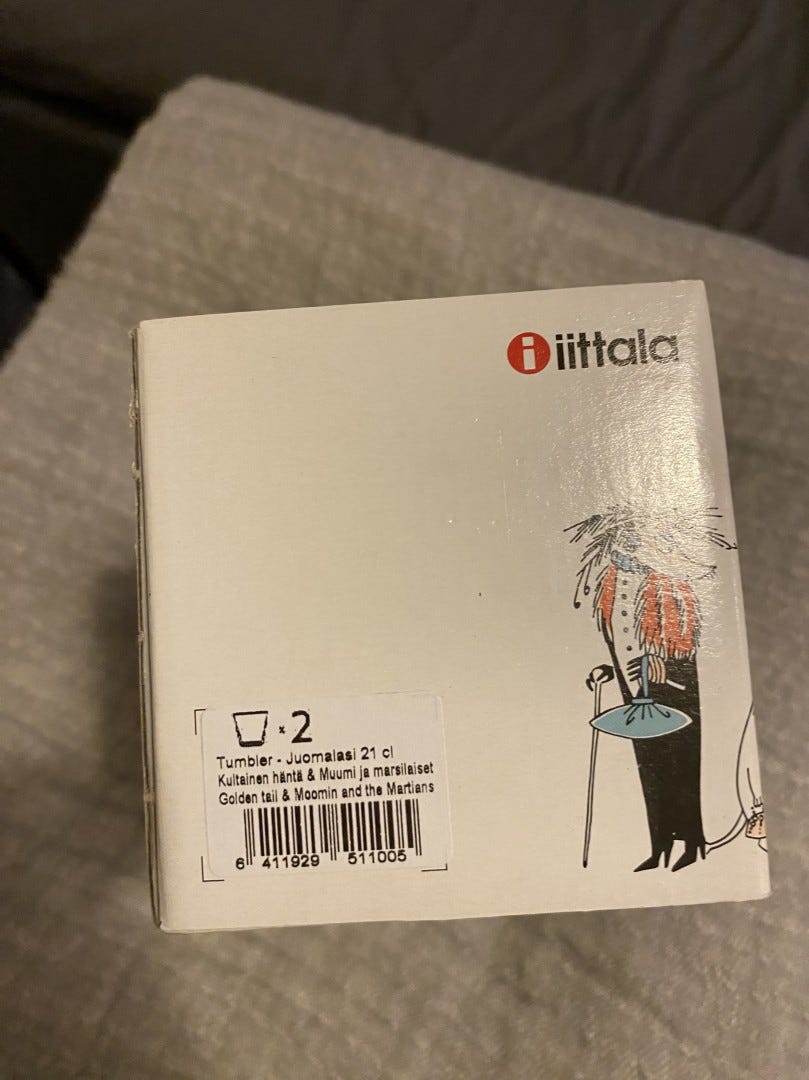 i iittala
x 2
Tumbler - Juomalasi 21 cl
Kultainen häntä & Muumi ja marsilaiset
Golden tail & Moomin and the Martians
6 411929 511005